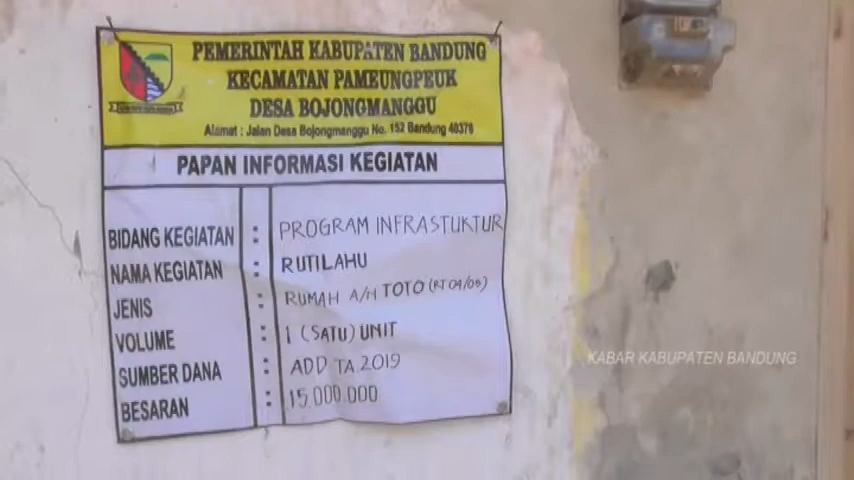 PEMERINTAH KABUPATEN BANDUNG
KECAMATAN PAMEUNGPEUK
DESA BOJONGMANGGU
Alamat : Jalan Desa Bojongmanggu No. 152 Bandung 40376
PAPAN INFORMASI KEGIATAN
BIDANG KEGIATAN : PROGRAM INFRASTUKTUR
NAMA KEGIATAN : RUTILAHU
JENIS : RUMAH A/H TOTO (RT 04/05)
VOLUME : 1 (SATU) UNIT
SUMBER DANA : ADD TA 2019
BESARAN : 15.000.000
KABAR KABUPATEN BANDUNG